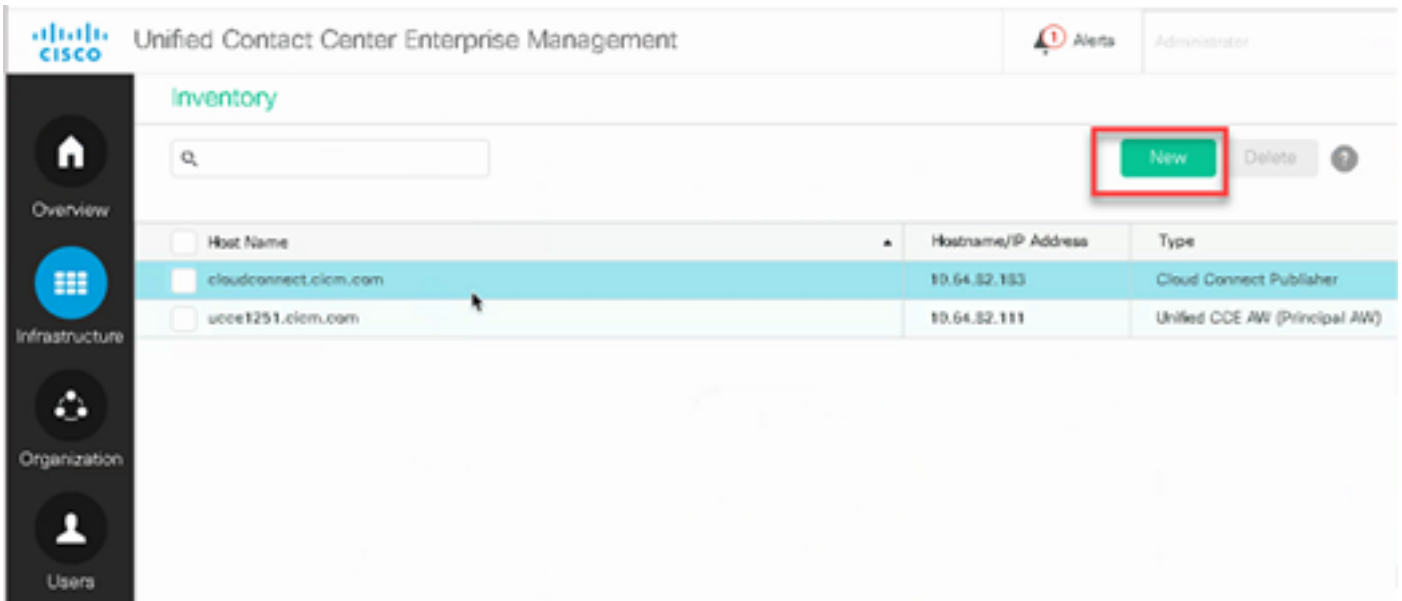 CISCO Unified Contact Center Enterprise Management
1 Alerts
Administrator
Inventory
New Delete ?
Overview
Host Name Hostname/IP Address Type
cloudconnect.cicm.com 10.64.82.183 Cloud Connect Publisher
ucce1251.cicm.com 10.64.82.111 Unified CCE AW (Principal AW)
Infrastructure
Organization
Users